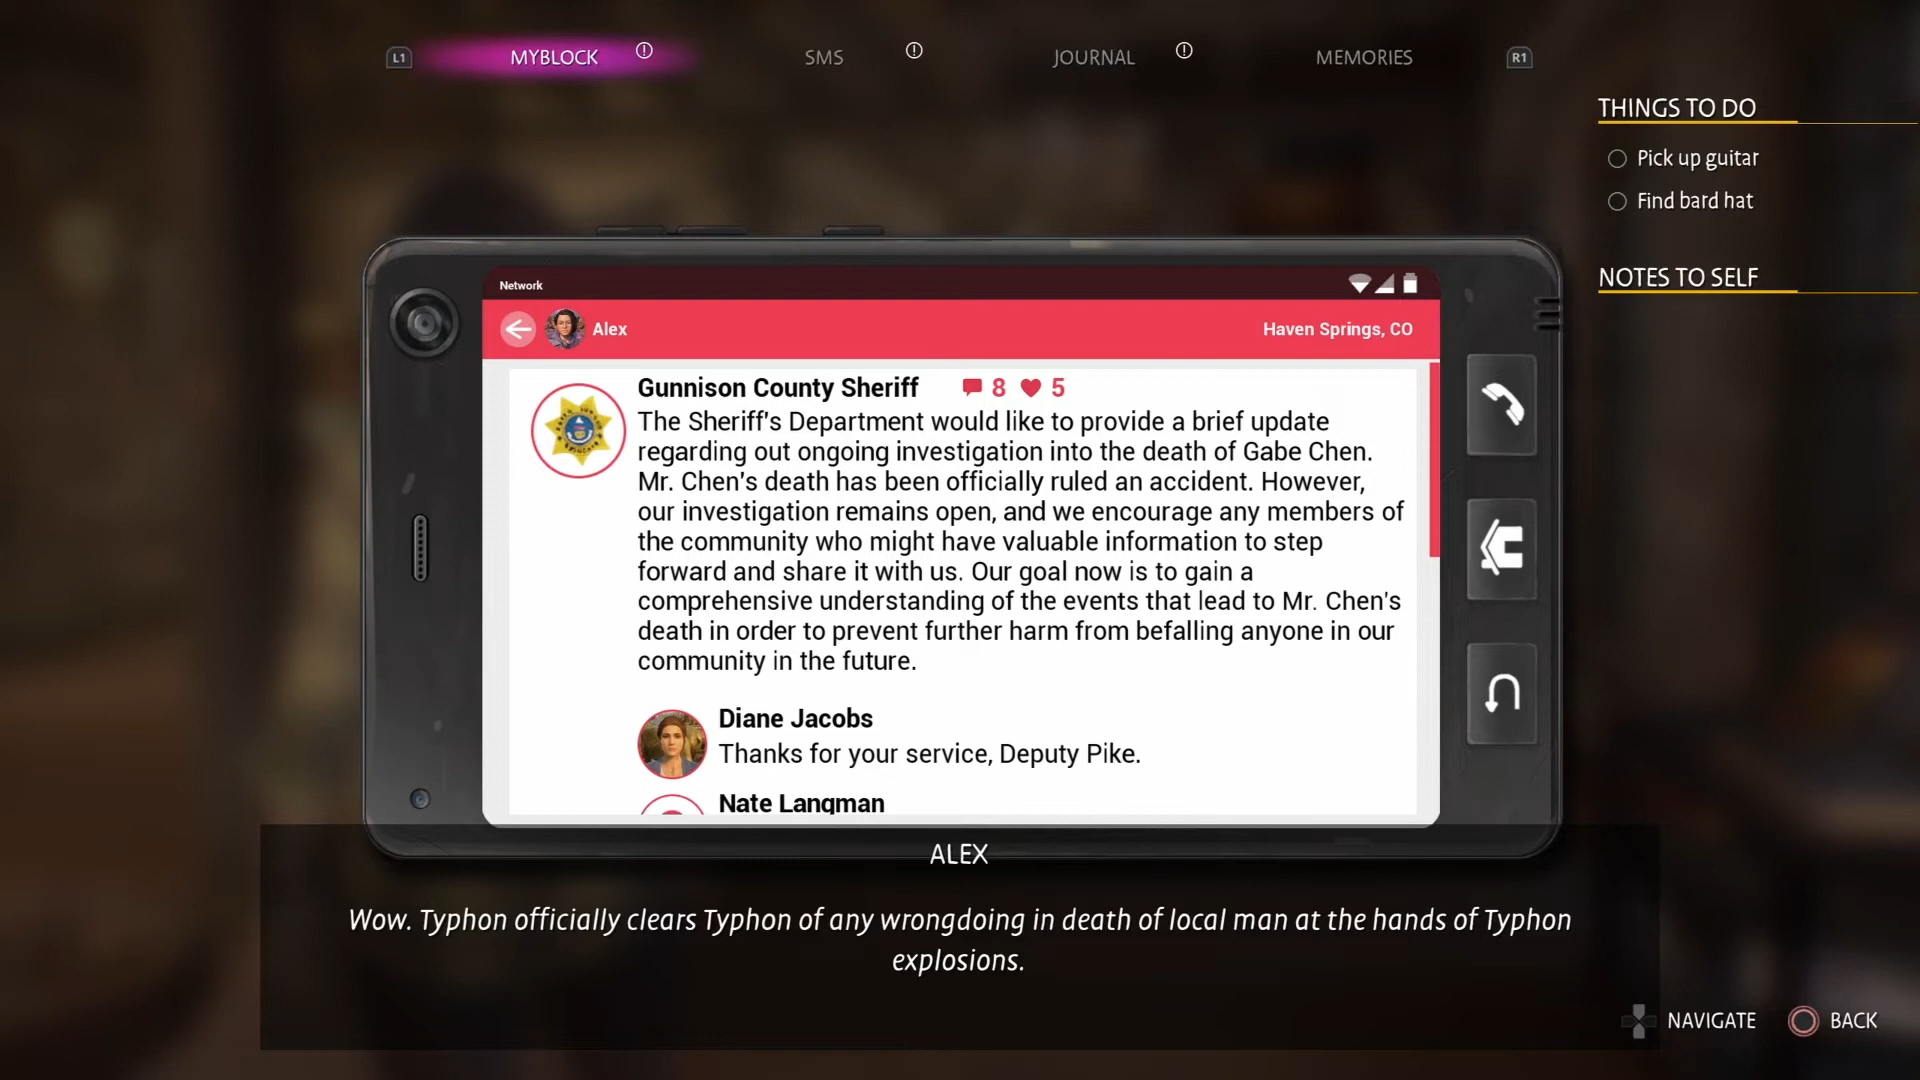 L1
MYBLOCK
SMS
JOURNAL
MEMORIES
R1
THINGS TO DO
Pick up guitar
Find bard hat
NOTES TO SELF
Network
Alex
Haven Springs, CO
Gunnison County Sheriff 8 5
The Sheriff's Department would like to provide a brief update
regarding out ongoing investigation into the death of Gabe Chen.
Mr. Chen's death has been officially ruled an accident. However,
our investigation remains open, and we encourage any members of
the community who might have valuable information to step
forward and share it with us. Our goal now is to gain a
comprehensive understanding of the events that lead to Mr. Chen's
death in order to prevent further harm from befalling anyone in our
community in the future.
Diane Jacobs
Thanks for your service, Deputy Pike.
Nate Langman
ALEX
Wow. Typhon officially clears Typhon of any wrongdoing in death of local man at the hands of Typhon
explosions.
NAVIGATE
BACK